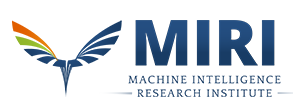 MIRI
MACHINE INTELLIGENCE
RESEARCH INSTITUTE